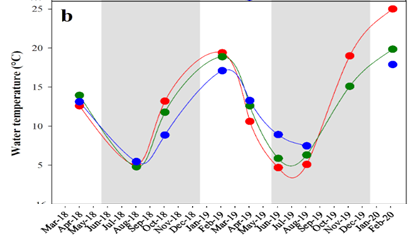 b
Water temperature (°C)
25
20
15
10
5
Mar-18
Apr-18
May-18
Jun-18
Jul-18
Aug-18
Sep-18
Oct-18
Nov-18
Dec-18
Jan-19
Feb-19
Mar-19
Apr-19
May-19
Jun-19
Jul-19
Aug-19
Sep-19
Oct-19
Nov-19
Dec-19
Jan-20
Feb-20